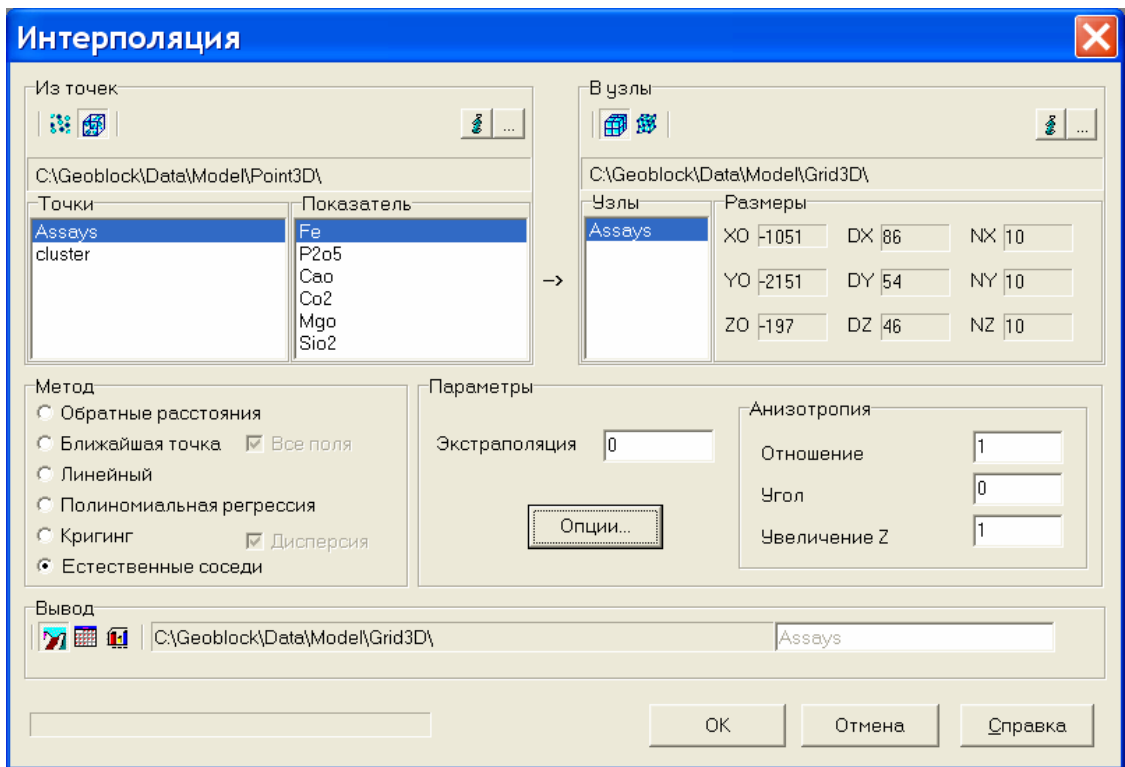 Интерполяция
Из точек
В узлы
...
...
C:\Geoblock\Data\Model\Point3D\
C:\Geoblock\Data\Model\Grid3D\
Точки
Показатель
Узлы
Размеры
Assays
cluster
Fe
P2o5
Cao
Co2
Mgo
Sio2
-->
Assays
XO -1051 DX 86 NX 10
YO -2151 DY 54 NY 10
ZO -197 DZ 46 NZ 10
Метод
Обратные расстояния
Ближайшая точка Все поля
Линейный
Полиномиальная регрессия
Кригинг Дисперсия
Естественные соседи
Параметры
Экстраполяция 0
Опции...
Анизотропия
Отношение 1
Угол 0
Увеличение Z 1
Вывод
C:\Geoblock\Data\Model\Grid3D\ Assays
OK Отмена Справка